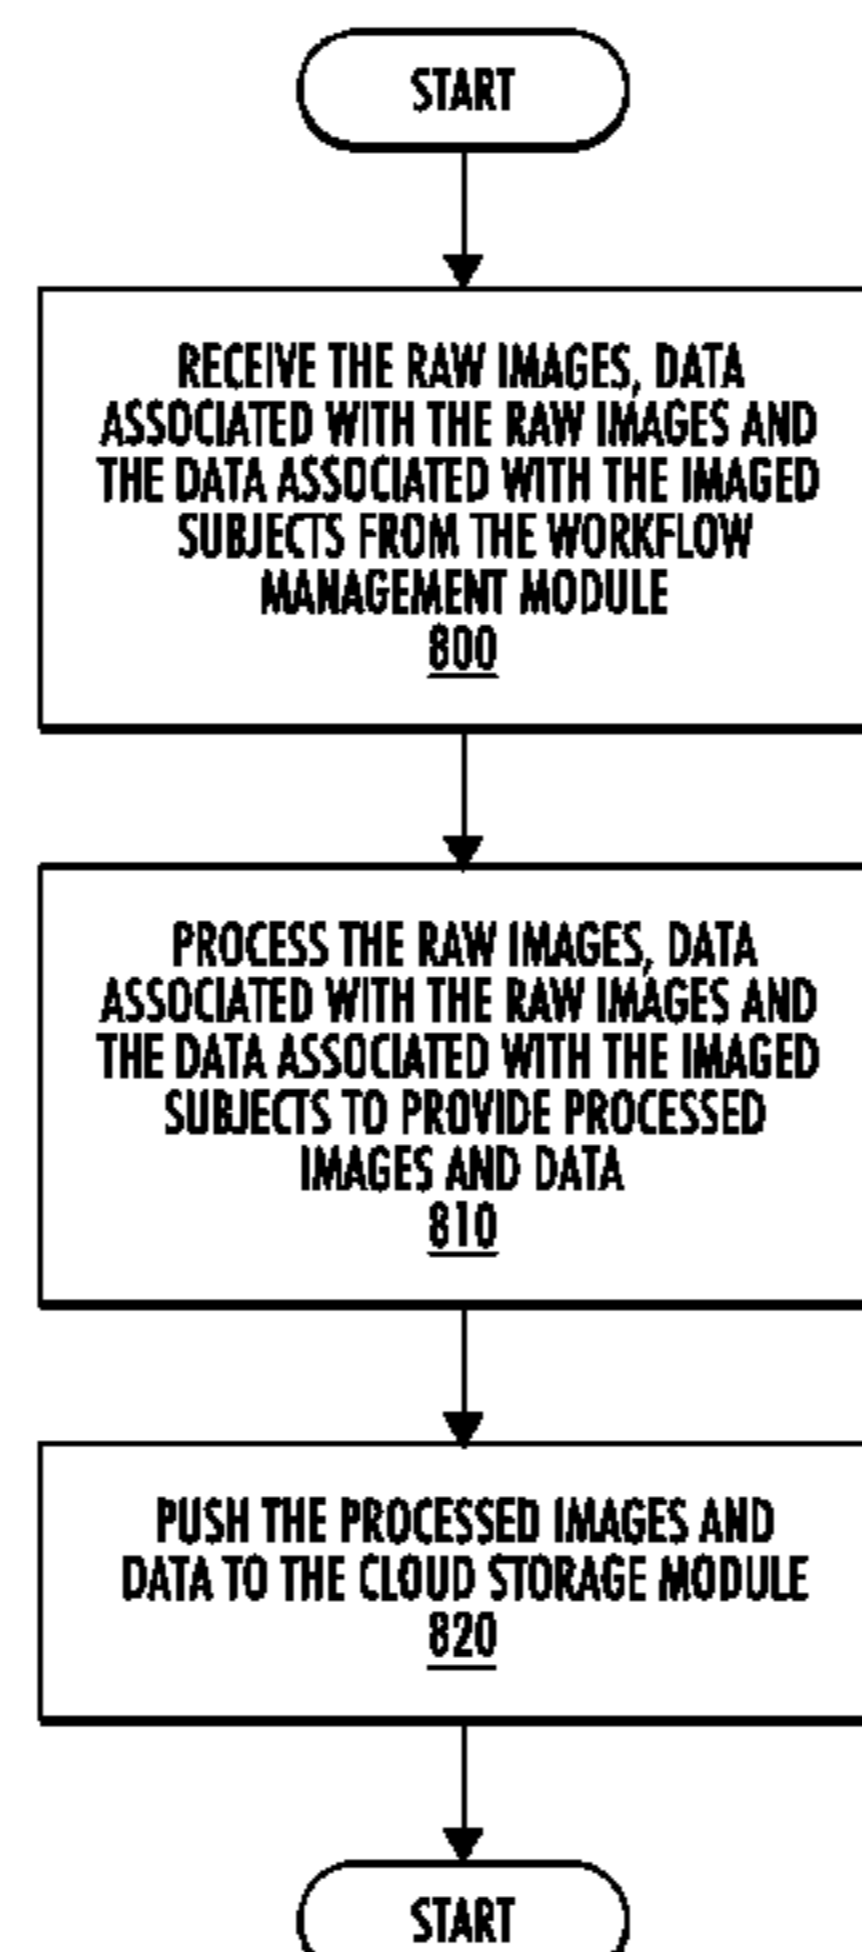 START
RECEIVE THE RAW IMAGES, DATA
ASSOCIATED WITH THE RAW IMAGES AND
THE DATA ASSOCIATED WITH THE IMAGED
SUBJECTS FROM THE WORKFLOW
MANAGEMENT MODULE
800
PROCESS THE RAW IMAGES, DATA
ASSOCIATED WITH THE RAW IMAGES AND
THE DATA ASSOCIATED WITH THE IMAGED
SUBJECTS TO PROVIDE PROCESSED
IMAGES AND DATA
810
PUSH THE PROCESSED IMAGES AND
DATA TO THE CLOUD STORAGE MODULE
820
START